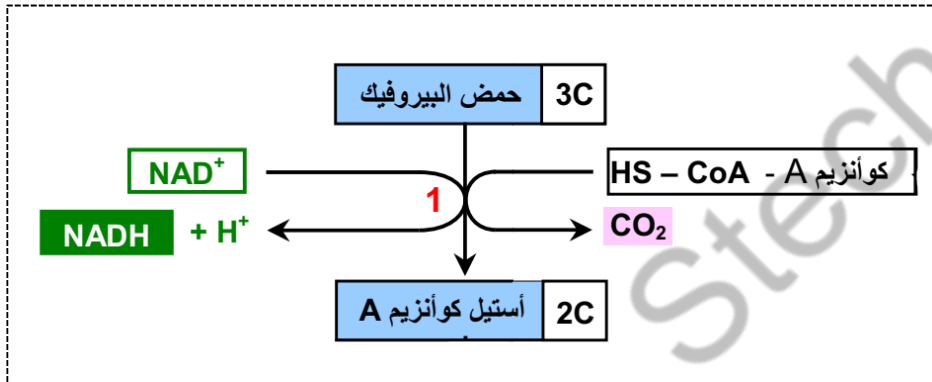 حمض البيروفيك 3C
NAD⁺
HS – CoA - A كوأنزيم
1
NADH + H⁺
CO₂
أستيل كوأنزيم A 2C
Stech